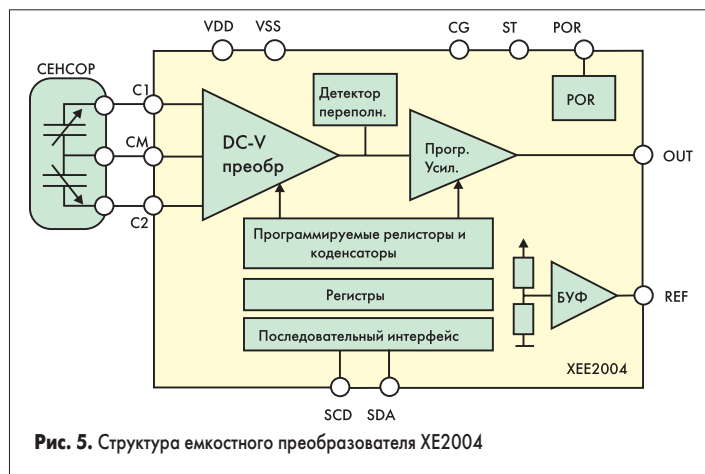 VDD VSS CG ST POR
СЕНСОР
C1
Детектор
переполн.
POR
DC-V
преобр
CM
Прогр.
Усил.
OUT
C2
Программируемые релисторы и
коденсаторы
Регистры
БУФ
REF
Последовательный интерфейс
XEE2004
SCD SDA
Рис. 5. Структура емкостного преобразователя XE2004